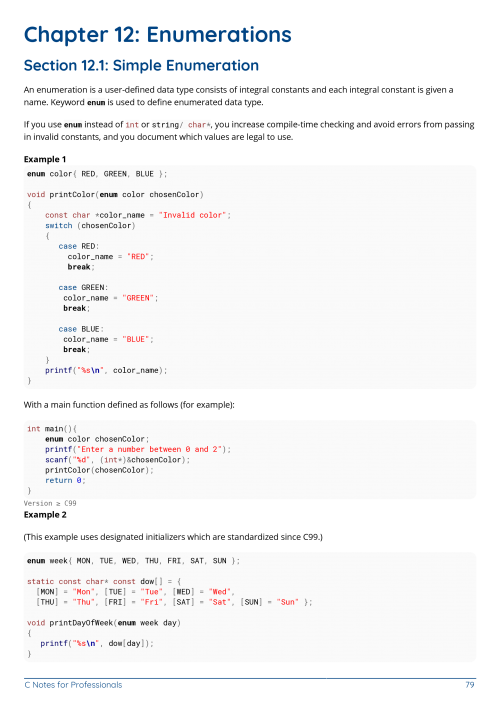 Chapter 12: Enumerations
Section 12.1: Simple Enumeration
An enumeration is a user-defined data type consists of integral constants and each integral constant is given a
name. Keyword enum is used to define enumerated data type.
If you use enum instead of int or string/ char*, you increase compile-time checking and avoid errors from passing
in invalid constants, and you document which values are legal to use.
Example 1
enum color{ RED, GREEN, BLUE };
void printColor(enum color chosenColor)
{
    const char *color_name = "Invalid color";
    switch (chosenColor)
    {
       case RED:
         color_name = "RED";
         break;
       case GREEN:
        color_name = "GREEN";
        break;
       case BLUE:
        color_name = "BLUE";
        break;
    }
    printf("%s\n", color_name);
}
With a main function defined as follows (for example):
int main(){
    enum color chosenColor;
    printf("Enter a number between 0 and 2");
    scanf("%d", (int*)&chosenColor);
    printColor(chosenColor);
    return 0;
}
Version ≥ C99
Example 2
(This example uses designated initializers which are standardized since C99.)
enum week{ MON, TUE, WED, THU, FRI, SAT, SUN };
static const char* const dow[] = {
  [MON] = "Mon", [TUE] = "Tue", [WED] = "Wed",
  [THU] = "Thu", [FRI] = "Fri", [SAT] = "Sat", [SUN] = "Sun" };
void printDayOfWeek(enum week day)
{
   printf("%s\n", dow[day]);
}
C Notes for Professionals 79